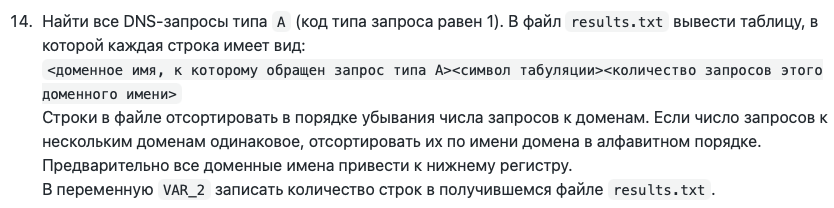 14. Найти все DNS-запросы типа A (код типа запроса равен 1). В файл results.txt вывести таблицу, в
которой каждая строка имеет вид:
<доменное имя, к которому обращен запрос типа A><символ табуляции><количество запросов этого
доменного имени>
Строки в файле отсортировать в порядке убывания числа запросов к доменам. Если число запросов к
нескольким доменам одинаковое, отсортировать их по имени домена в алфавитном порядке.
Предварительно все доменные имена привести к нижнему регистру.
В переменную VAR_2 записать количество строк в получившемся файле results.txt.